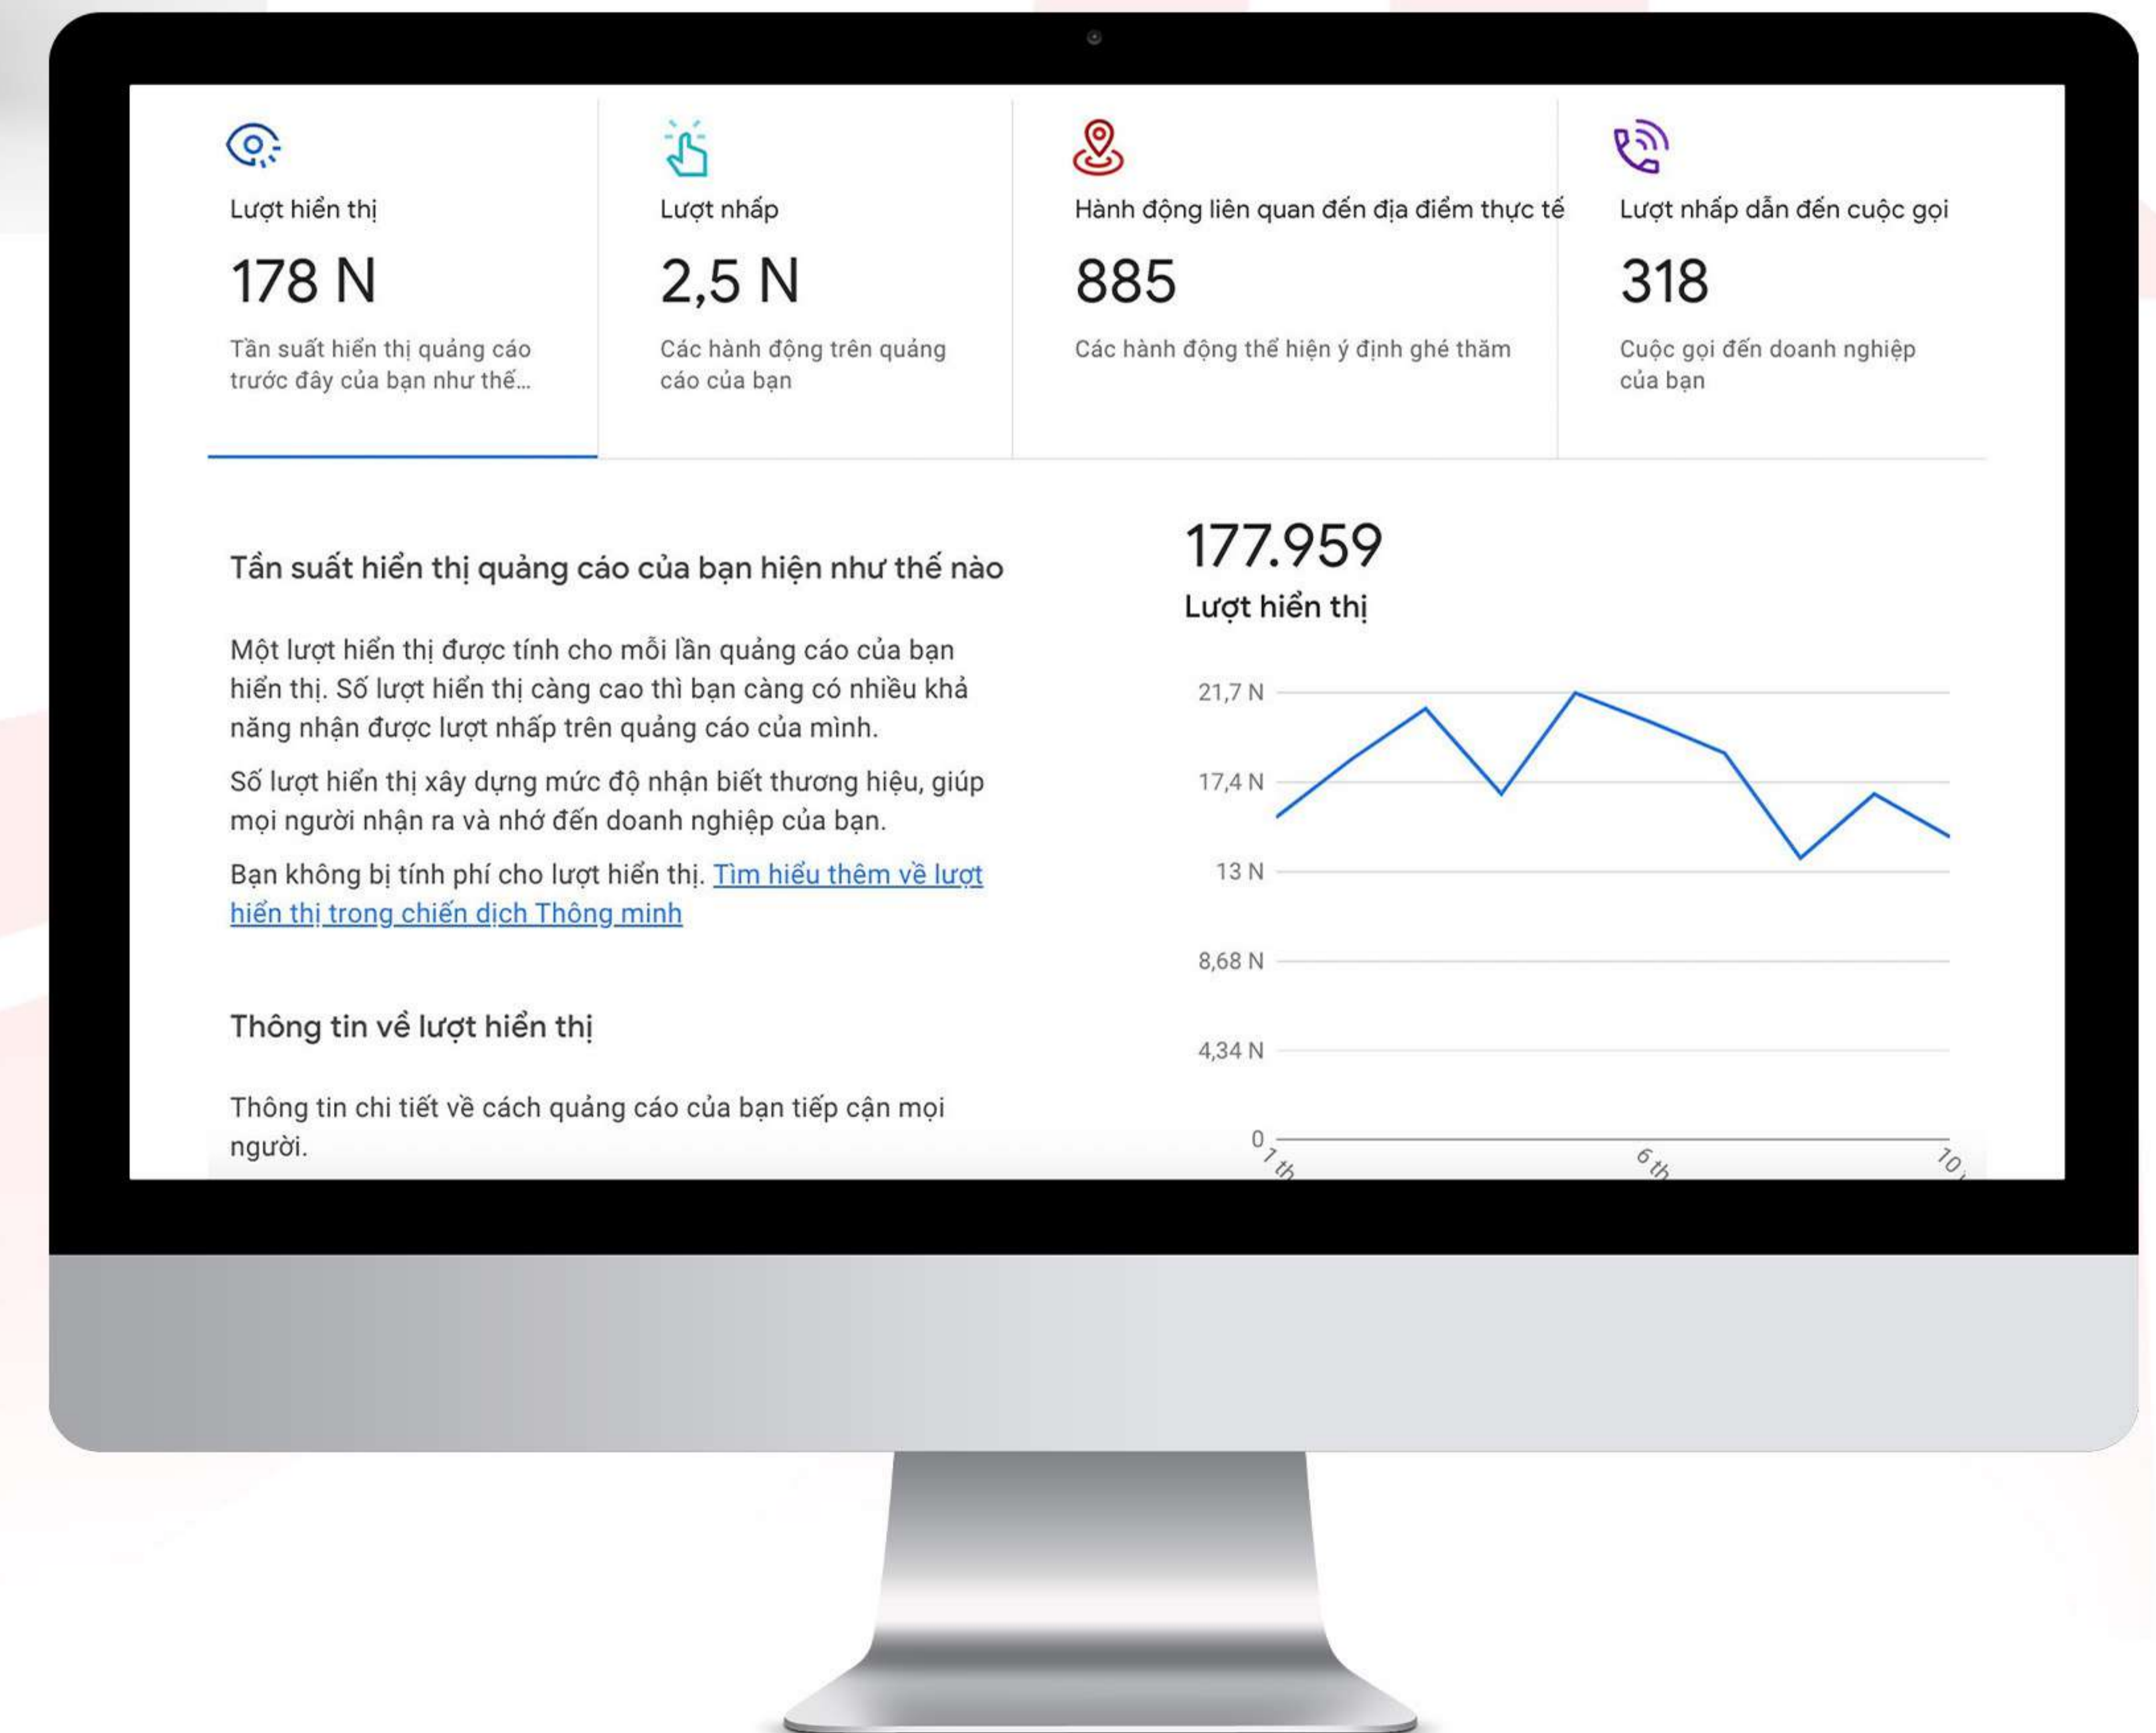 Lượt hiển thị
178 N
Tần suất hiển thị quảng cáo
trước đây của bạn như thế...
Lượt nhấp
2,5 N
Các hành động trên quảng
cáo của bạn
Hành động liên quan đến địa điểm thực tế
885
Các hành động thể hiện ý định ghé thăm
Lượt nhấp dẫn đến cuộc gọi
318
Cuộc gọi đến doanh nghiệp
của bạn
Tần suất hiển thị quảng cáo của bạn hiện như thế nào
Một lượt hiển thị được tính cho mỗi lần quảng cáo của bạn
hiển thị. Số lượt hiển thị càng cao thì bạn càng có nhiều khả
năng nhận được lượt nhấp trên quảng cáo của mình.
Số lượt hiển thị xây dựng mức độ nhận biết thương hiệu, giúp
mọi người nhận ra và nhớ đến doanh nghiệp của bạn.
Bạn không bị tính phí cho lượt hiển thị. Tìm hiểu thêm về lượt
hiển thị trong chiến dịch Thông minh
Thông tin về lượt hiển thị
Thông tin chi tiết về cách quảng cáo của bạn tiếp cận mọi
người.
177.959
Lượt hiển thị
21,7 N
17,4 N
13 N
8,68 N
4,34 N
0
1 th
6 th
10